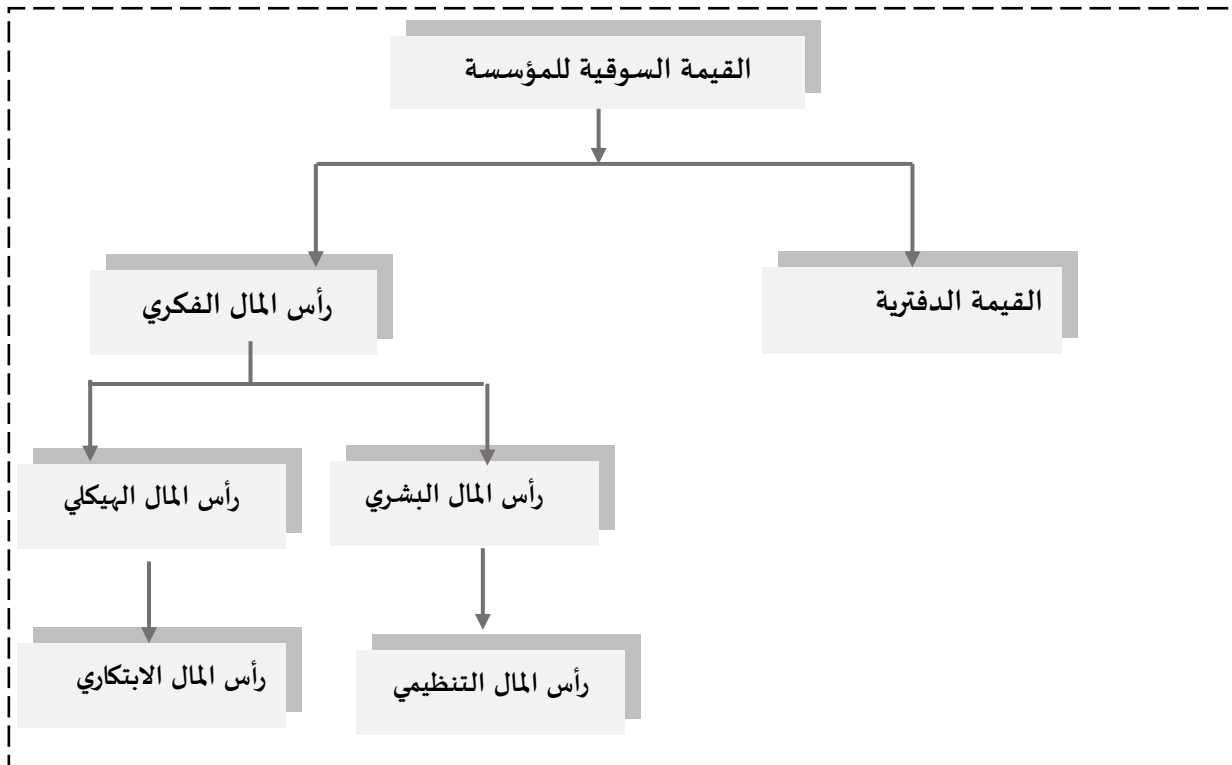 القيمة السوقية للمؤسسة
القيمة الدفترية
رأس المال الفكري
رأس المال البشري
رأس المال الهيكلي
رأس المال التنظيمي
رأس المال الابتكاري